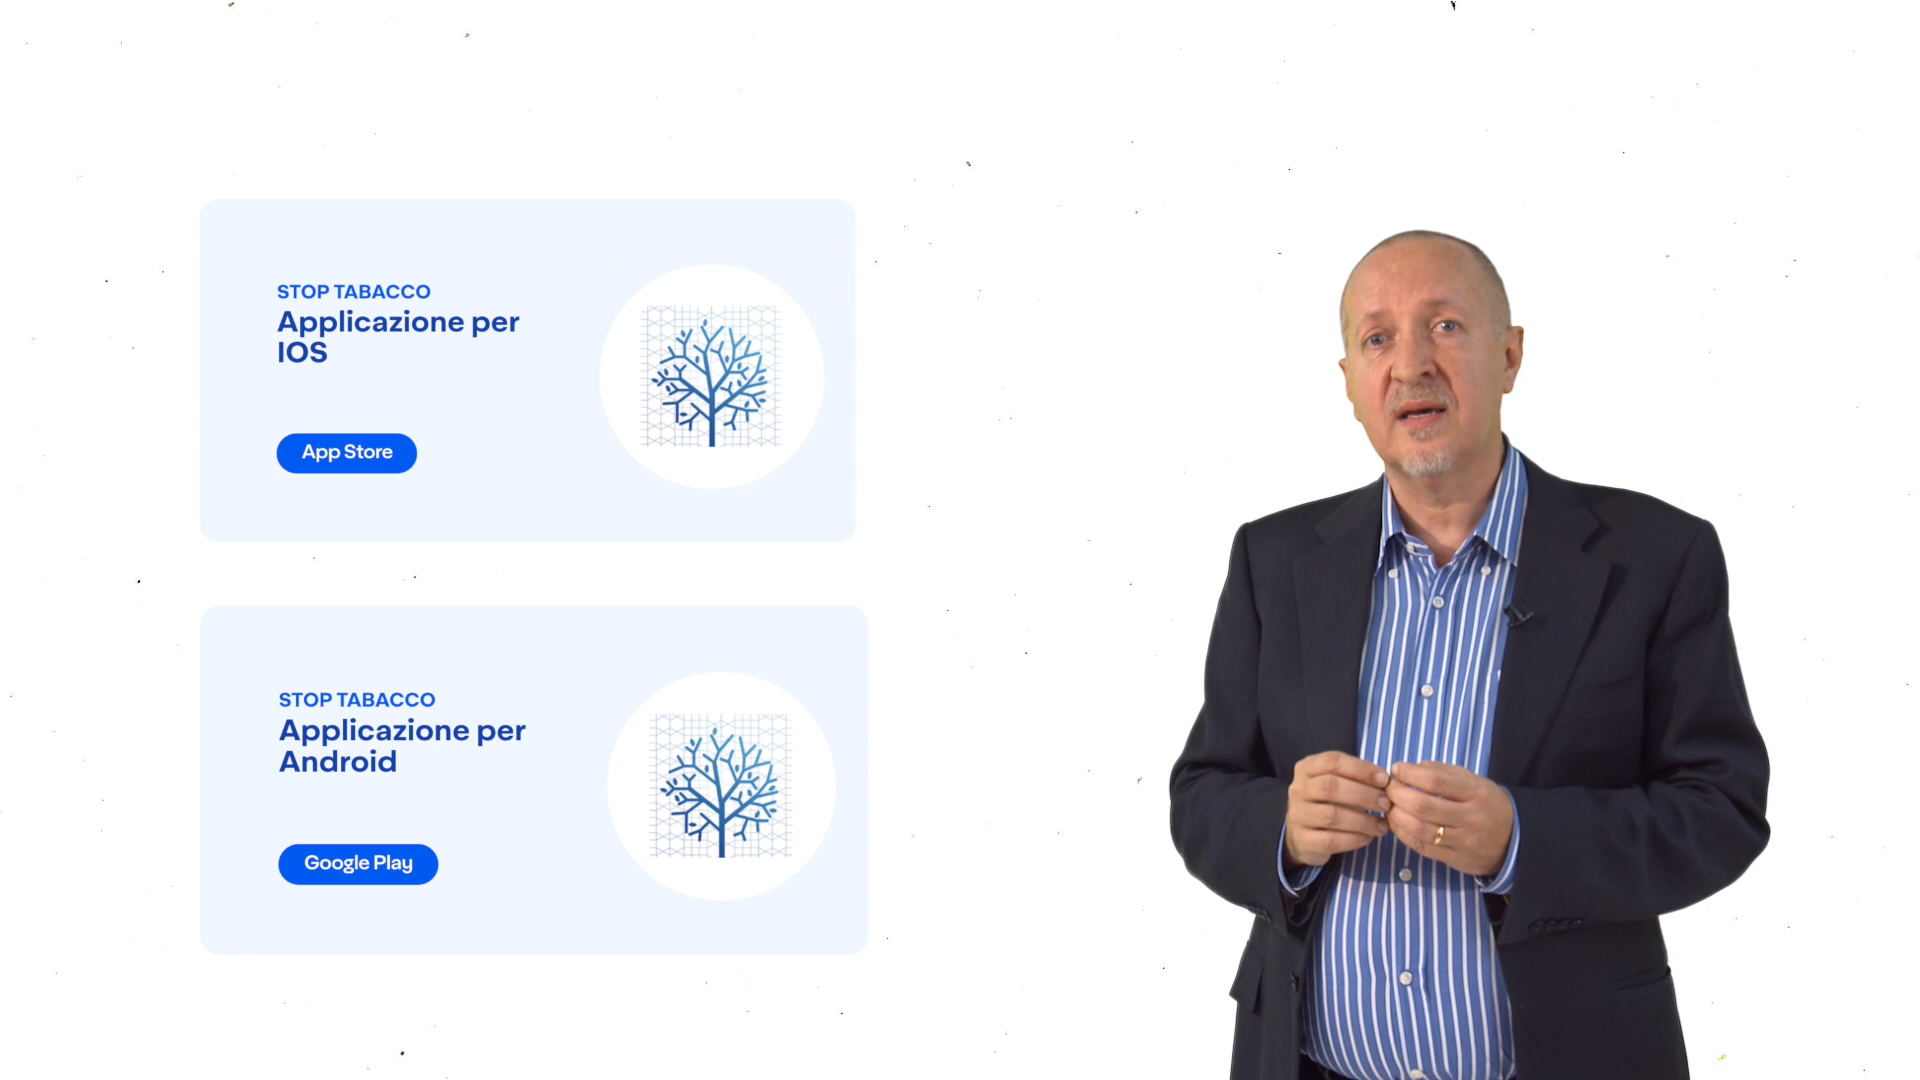 STOP TABACCO
Applicazione per
IOS
App Store
STOP TABACCO
Applicazione per
Android
Google Play